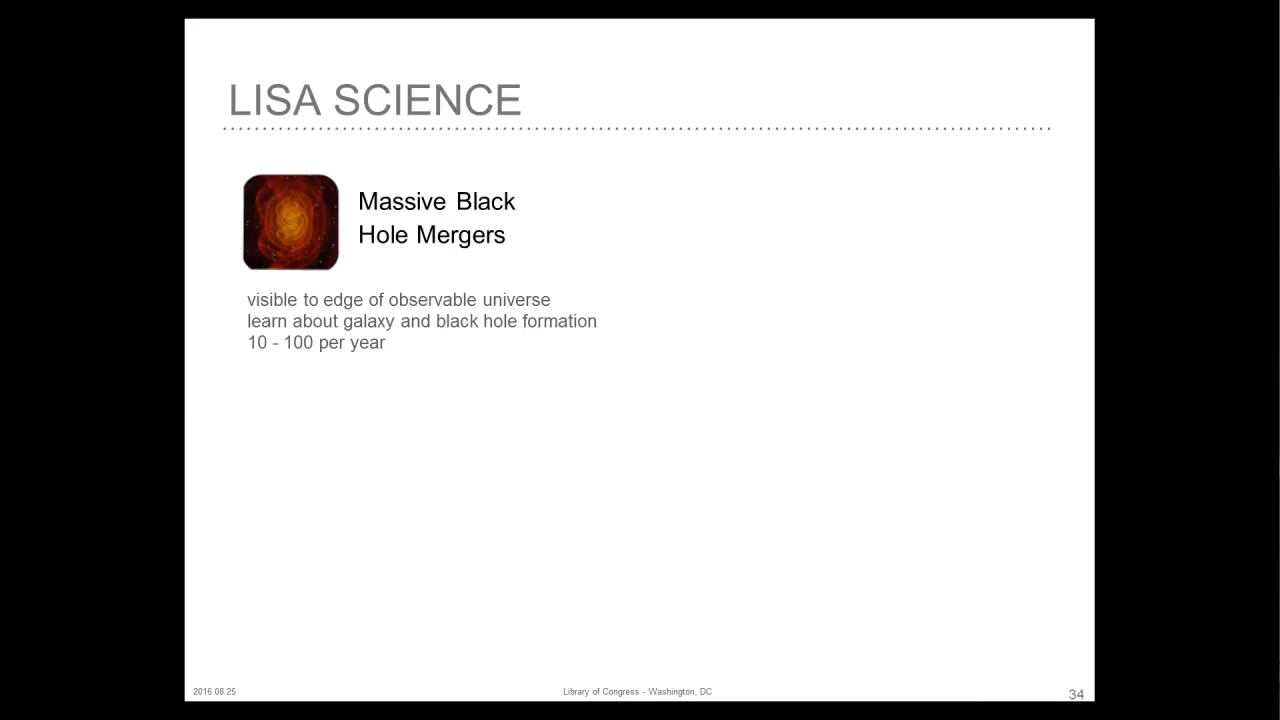 LISA SCIENCE
Massive Black
Hole Mergers
visible to edge of observable universe
learn about galaxy and black hole formation
10 - 100 per year
2016.08.25
Library of Congress - Washington, DC
34